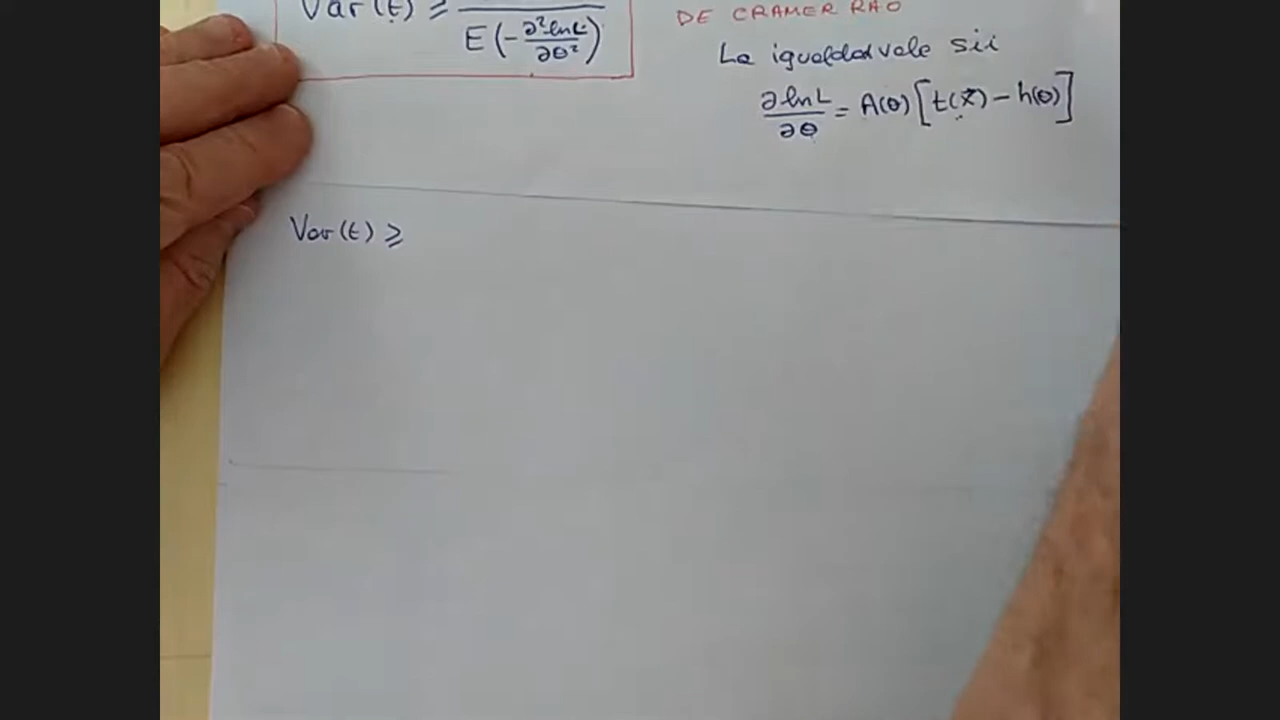 Var(t) ≥
E(-∂²lnL/∂θ²)
DE CRAMER RAO
La igualdad vale sii
∂lnL/∂θ = A(θ)[t(x⃗) - h(θ)]
Var(t) ≥